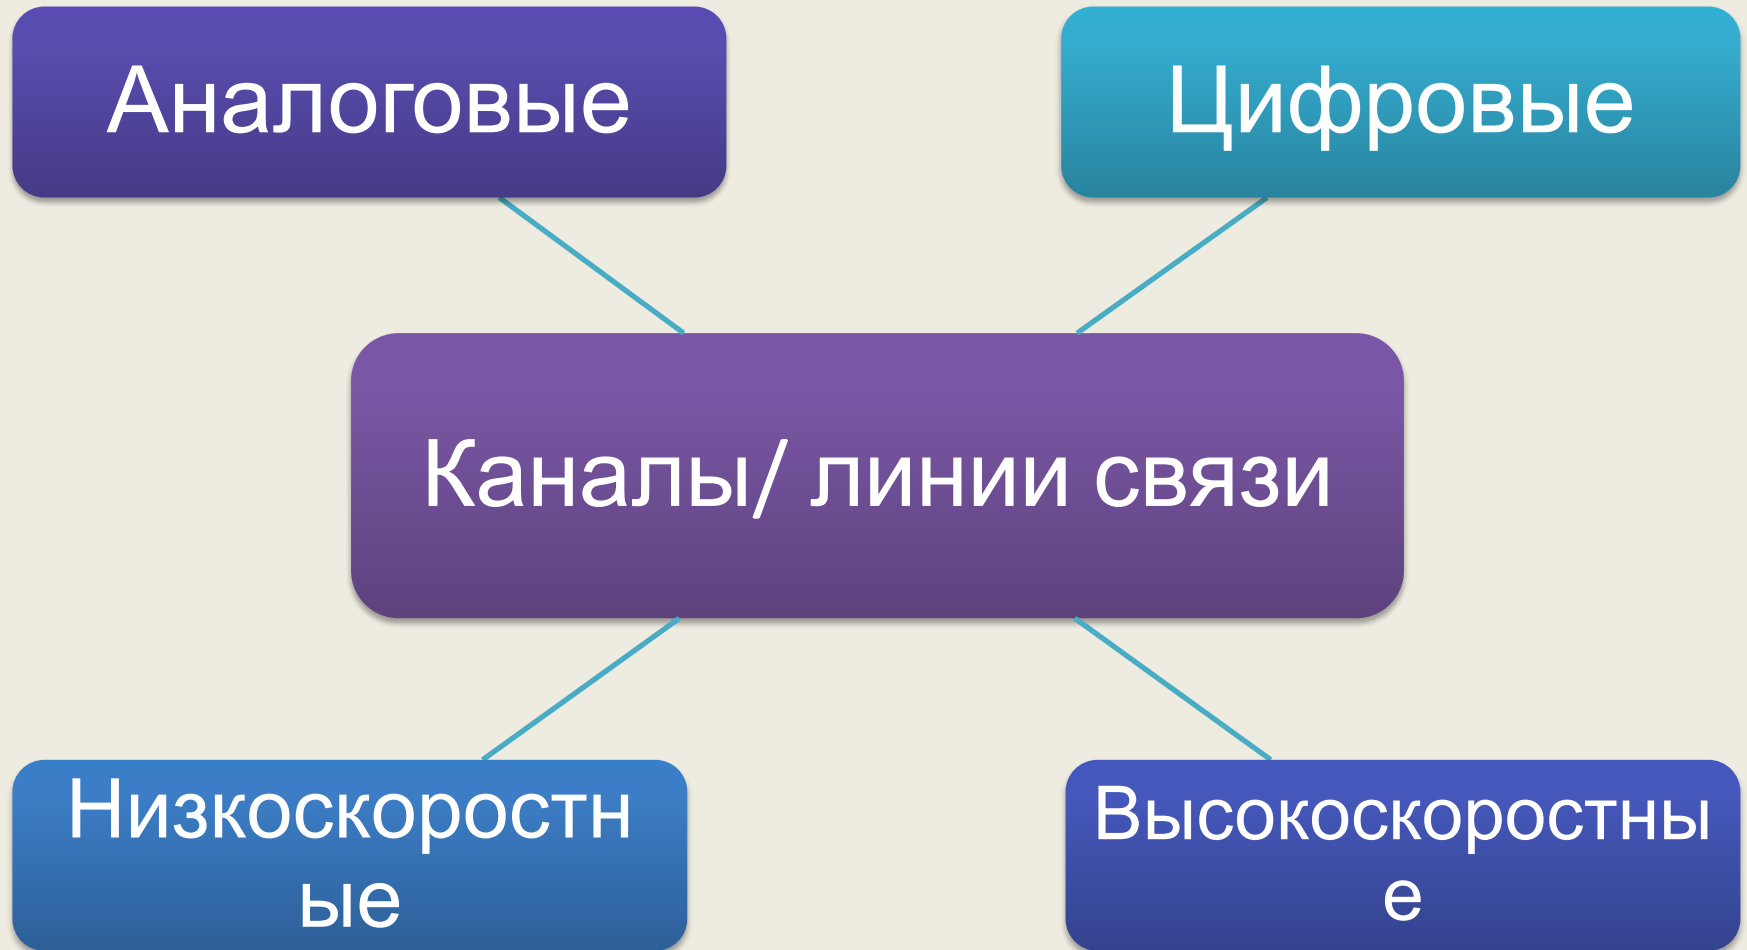 Аналоговые
Цифровые
Каналы/ линии связи
Низкоскоростн
ые
Высокоскоростны
е